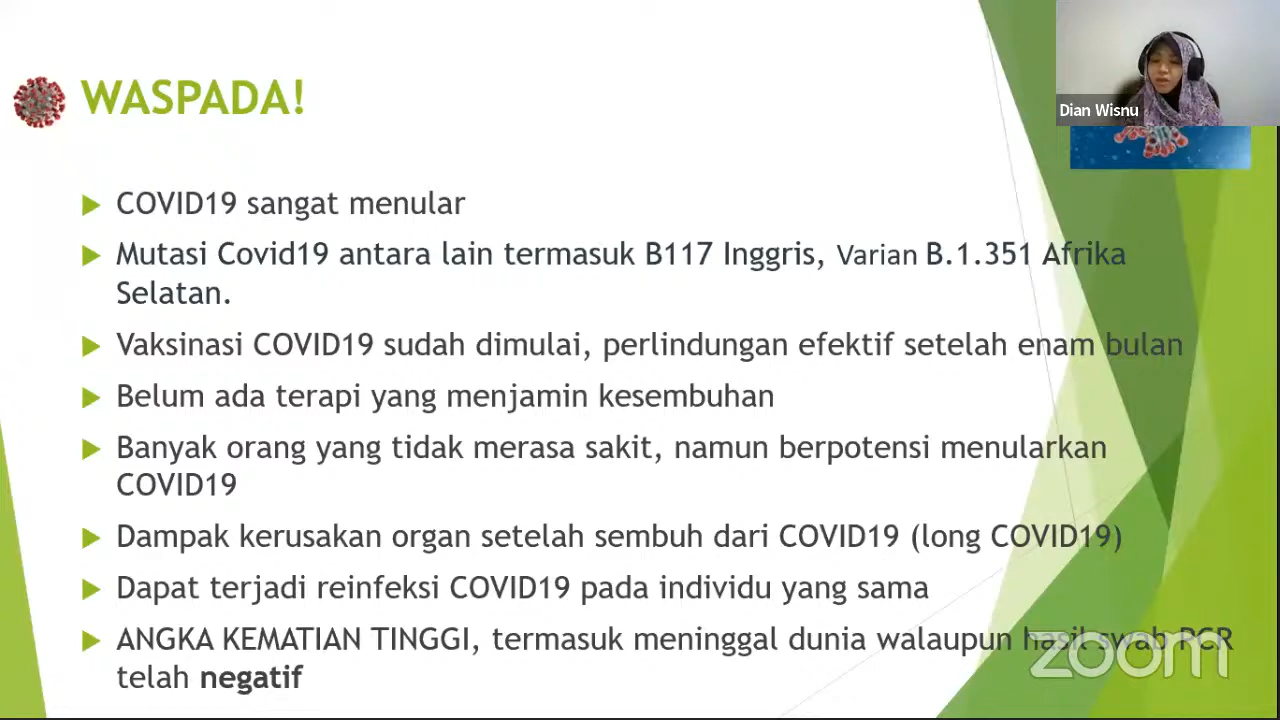 WASPADA!
Dian Wisnu
COVID19 sangat menular
Mutasi Covid19 antara lain termasuk B117 Inggris, Varian B.1.351 Afrika
Selatan.
Vaksinasi COVID19 sudah dimulai, perlindungan efektif setelah enam bulan
Belum ada terapi yang menjamin kesembuhan
Banyak orang yang tidak merasa sakit, namun berpotensi menularkan
COVID19
Dampak kerusakan organ setelah sembuh dari COVID19 (long COVID19)
Dapat terjadi reinfeksi COVID19 pada individu yang sama
ANGKA KEMATIAN TINGGI, termasuk meninggal dunia walaupun hasil swab PCR
telah negatif
zoom